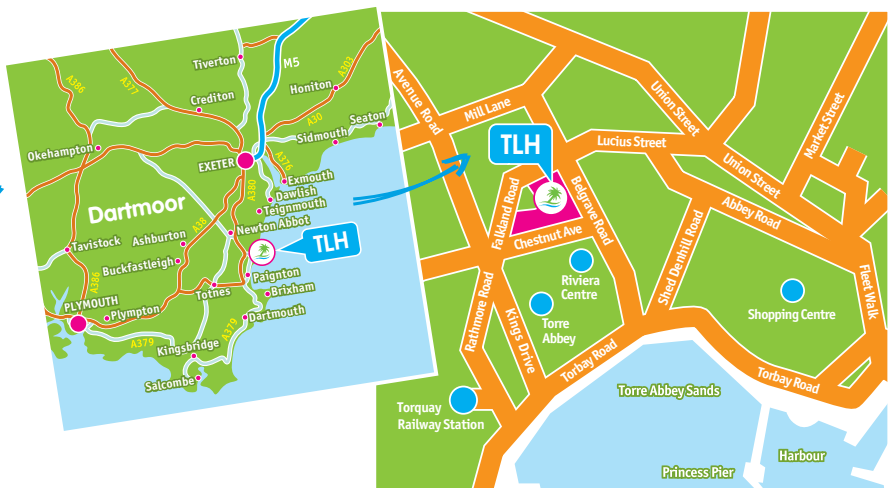 A386
A377
Tiverton
M5
A303
Honiton
Crediton
A30
Seaton
Sidmouth
Okehampton
EXETER
A376
Exmouth
A380
Dawlish
Teignmouth
Dartmoor
A38
Newton Abbot
TLH
Tavistock
Ashburton
Buckfastleigh
A386
Paignton
Totnes
Brixham
PLYMOUTH
Plympton
Dartmouth
A379
A379
Kingsbridge
Salcombe
Avenue Road
Mill Lane
Union Street
Market Street
TLH
Lucius Street
Union Street
Falkland Road
Belgrave Road
Abbey Road
Chestnut Ave
Shed Denhill Road
Fleet Walk
Riviera
Centre
Rathmore Road
Kings Drive
Torre
Abbey
Shopping Centre
Torbay Road
Torbay Road
Torre Abbey Sands
Torquay
Railway Station
Harbour
Princess Pier